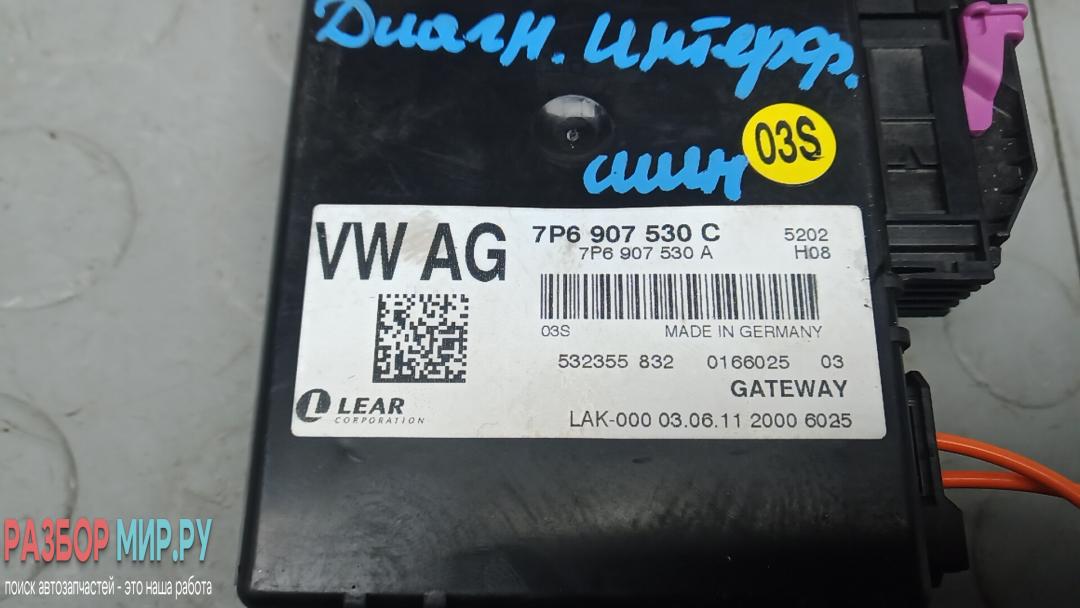 Диагн. Интерф.
шин
03S
VW AG
7P6 907 530 C
5202
7P6 907 530 A
H08
03S
MADE IN GERMANY
532355 832 0166025 03
GATEWAY
LEAR
CORPORATION
LAK-000 03.06.11 2000 6025
РАЗБОР МИР.РУ
поиск автозапчастей - это наша работа